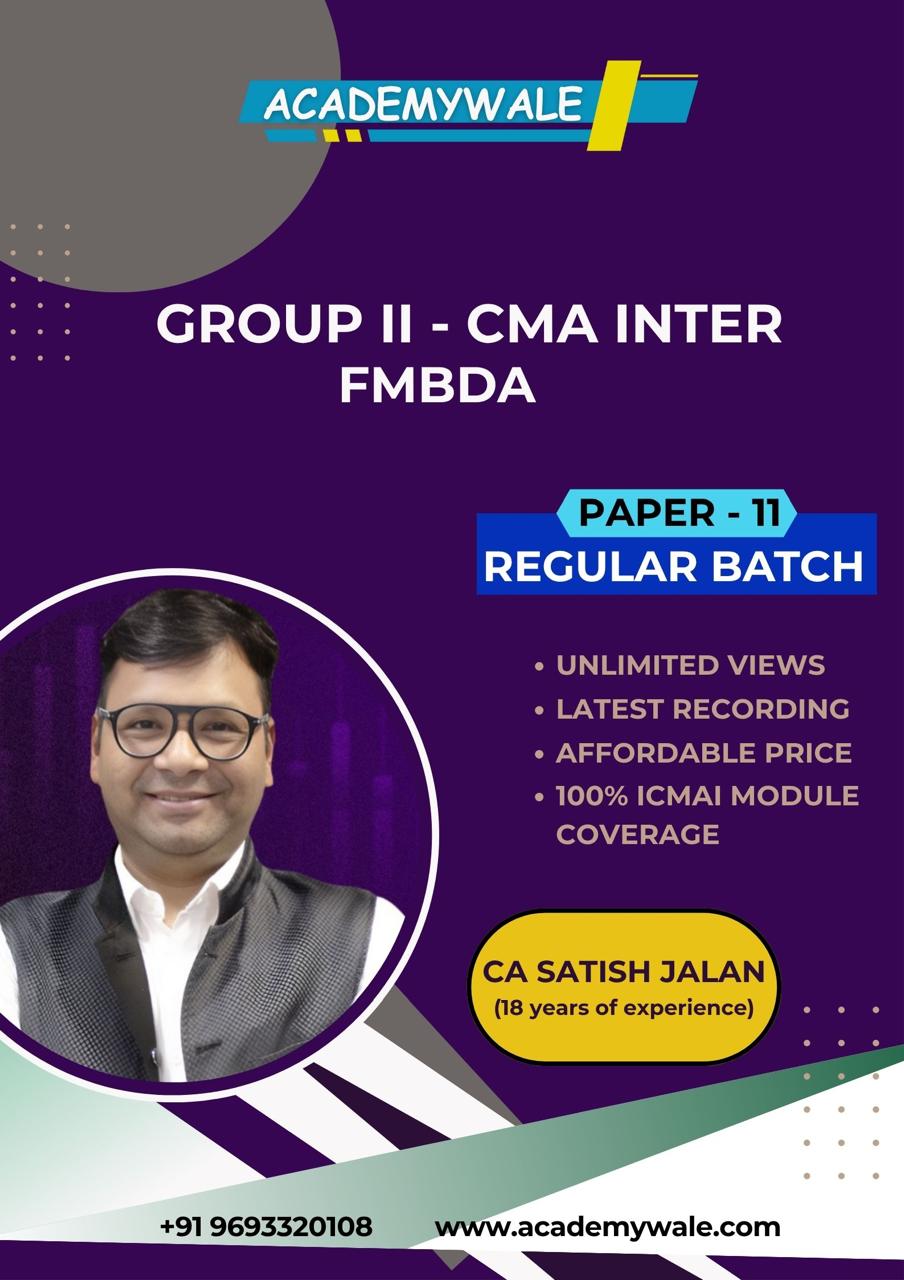 ACADEMYWALE
GROUP II - CMA INTER
FMBDA
PAPER - 11
REGULAR BATCH
• UNLIMITED VIEWS
• LATEST RECORDING
• AFFORDABLE PRICE
• 100% ICMAI MODULE
COVERAGE
CA SATISH JALAN
(18 years of experience)
+91 9693320108
www.academywale.com